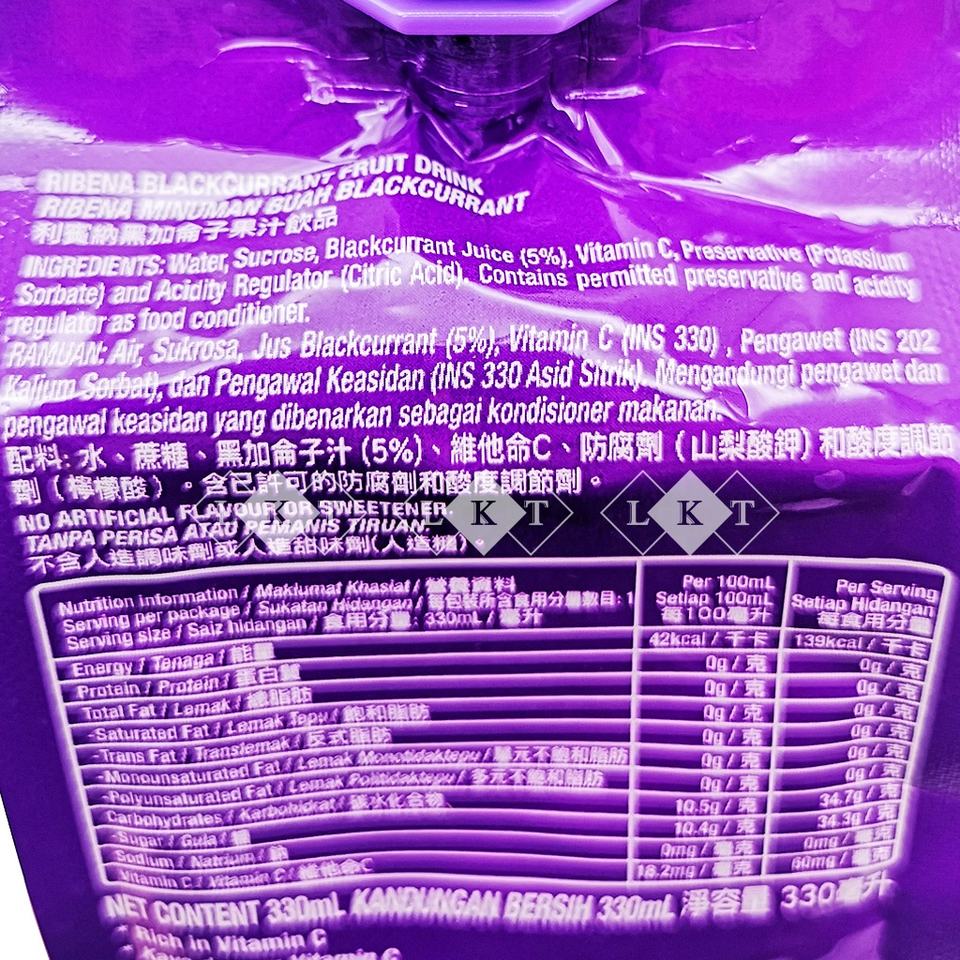 RIBENA BLACKCURRANT FRUIT DRINK
RIBENA MINUMAN BUAH BLACKCURRANT
利賓納黑加侖子果汁飲品
INGREDIENTS: Water, Sucrose, Blackcurrant Juice (5%), Vitamin C, Preservative (Potassium
Sorbate) and Acidity Regulator (Citric Acid). Contains permitted preservative and acidity
regulator as food conditioner.
RAMUAN: Air, Sukrosa, Jus Blackcurrant (5%), Vitamin C (INS 330) , Pengawet (INS 202
Kalium Sorbat), dan Pengawal Keasidan (INS 330 Asid Sitrik). Mengandungi pengawet dan
pengawal keasidan yang dibenarkan sebagai kondisioner makanan.
配料: 水、蔗糖、黑加侖子汁 (5%)、維他命C、防腐劑 (山梨酸鉀) 和酸度調節
劑 (檸檬酸)。含已許可的防腐劑和酸度調節劑。
NO ARTIFICIAL FLAVOUR OR SWEETENER.
TANPA PERISA ATAU PEMANIS TIRUAN.
不含人造調味劑或人造甜味劑(人造糖)。
LKT LKT LKT
Nutrition information / Maklumat Khasiat / 營養資料 Per 100mL Per Serving
Serving per package / Sukatan Hidangan / 每包裝所含食用分量數目: 1 Setiap 100mL Setiap Hidangan
Serving size / Saiz hidangan / 食用分量: 330mL / 毫升 每100毫升 每食用分量
Energy / Tenaga / 能量 42kcal / 千卡 139kcal / 千卡
Protein / Protein / 蛋白質 0g / 克 0g / 克
Total Fat / Lemak / 總脂肪 0g / 克 0g / 克
-Saturated Fat / Lemak Tepu / 飽和脂肪 0g / 克 0g / 克
-Trans Fat / Translemak / 反式脂肪 0g / 克 0g / 克
-Monounsaturated Fat / Lemak Monotidaktepu / 單元不飽和脂肪 0g / 克 0g / 克
-Polyunsaturated Fat / Lemak Politidaktepu / 多元不飽和脂肪 0g / 克 0g / 克
Carbohydrates / Karbohidrat / 碳水化合物 10.5g / 克 34.7g / 克
-Sugar / Gula / 糖 10.4g / 克 34.3g / 克
Sodium / Natrium / 鈉 0mg / 毫克 0mg / 毫克
Vitamin C / Vitamin C / 維他命C 18.2mg / 毫克 60mg / 毫克
NET CONTENT 330mL KANDUNGAN BERSIH 330mL 淨容量 330毫升
* Rich in Vitamin C